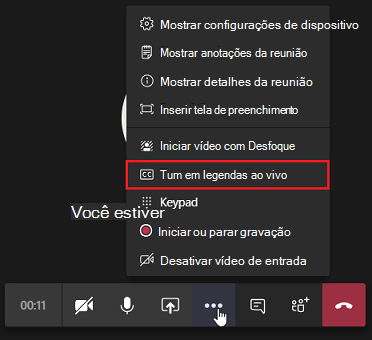 Mostrar configurações de dispositivo
Mostrar anotações da reunião
Mostrar detalhes da reunião
Inserir tela de preenchimento
Iniciar vídeo com Desfoque
CC Tum em legendas ao vivo
Keypad
Você estiver
Iniciar ou parar gravação
Desativar vídeo de entrada
00:11